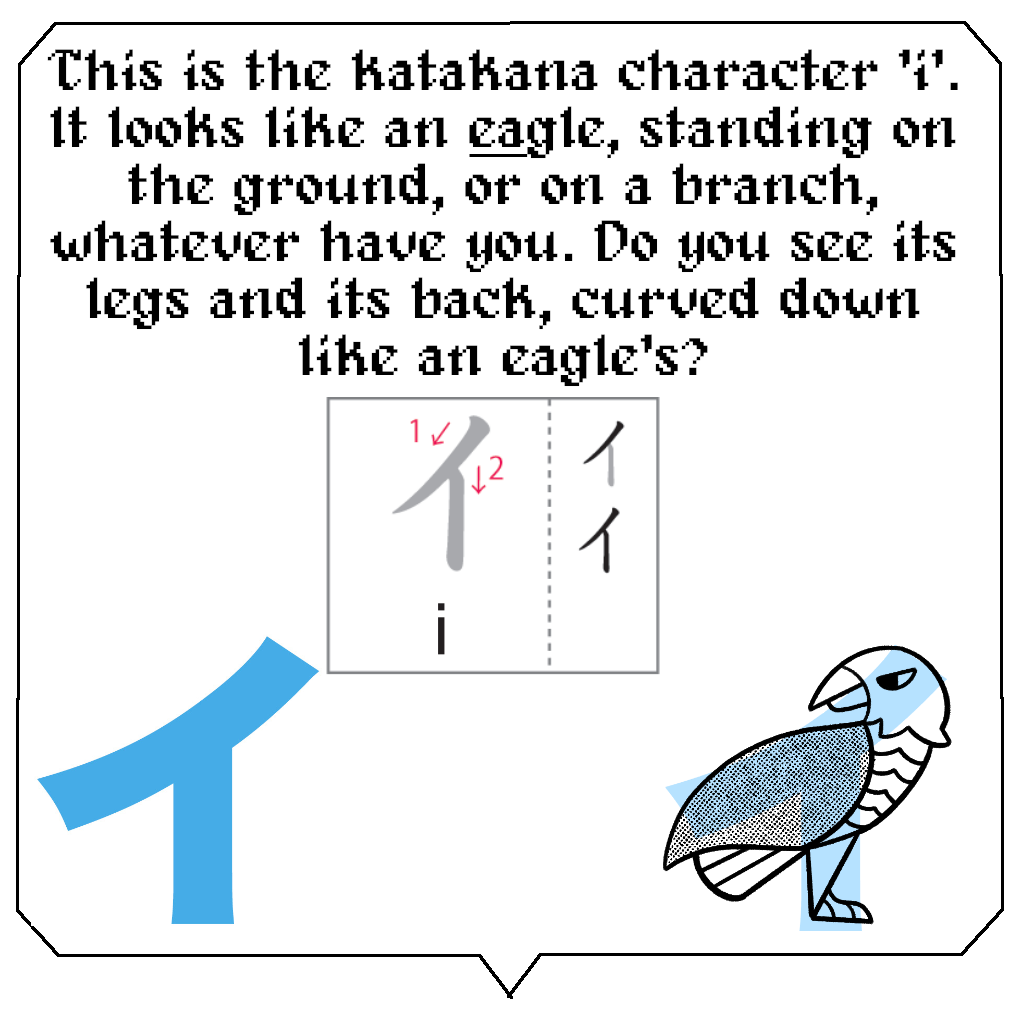 This is the katakana character 'i'.
It looks like an eagle, standing on
the ground, or on a branch,
whatever have you. Do you see its
legs and its back, curved down
like an eagle's?
1 2
イ イ
イ
i
イ